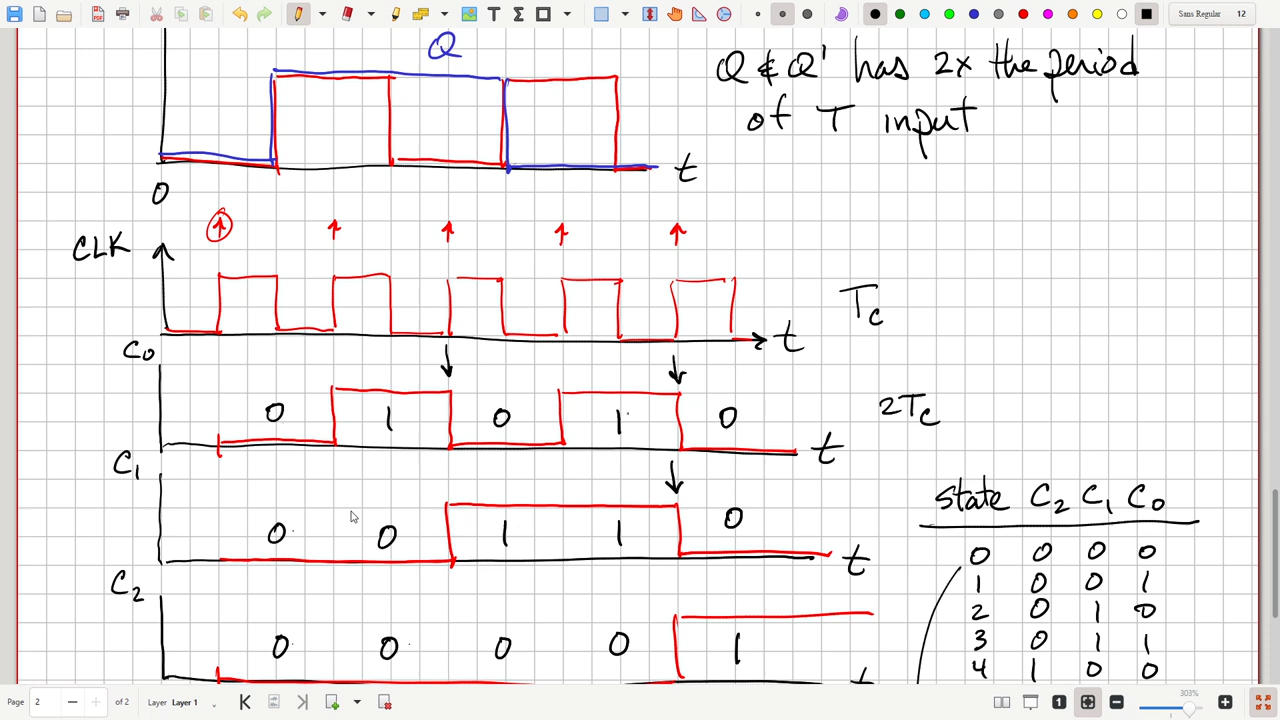 Sans Regular 12
Q
Q & Q' has 2x the period
of T input
t
0
CLK
t
Tc
C0
0 1 0 1 0
t
2Tc
C1
0 0 1 1 0
t
C2
0 0 0 0 1
state C2 C1 C0
0 0 0 0
1 0 0 1
2 0 1 0
3 0 1 1
4 1 0 0
Page 2 of 2 Layer Layer 1
303%